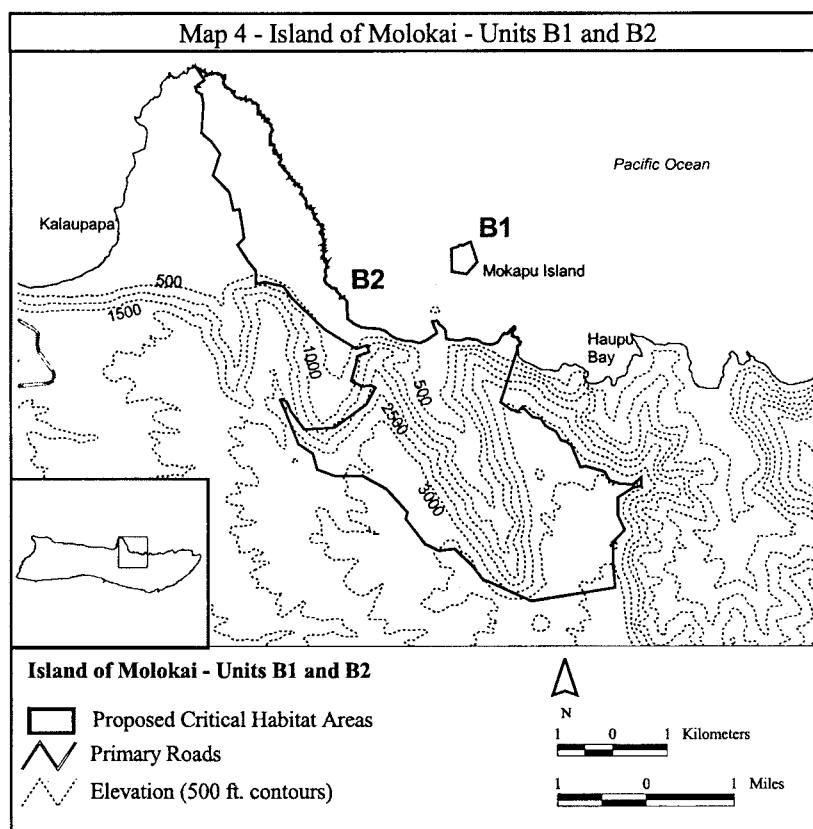 Map 4 - Island of Molokai - Units B1 and B2
Pacific Ocean
Kalaupapa
B1
Mokapu Island
B2
500
1500
Haupu
Bay
1000
500
2500
3000
Island of Molokai - Units B1 and B2
Proposed Critical Habitat Areas
Primary Roads
Elevation (500 ft. contours)
N
1 0 1 Kilometers
1 0 1 Miles